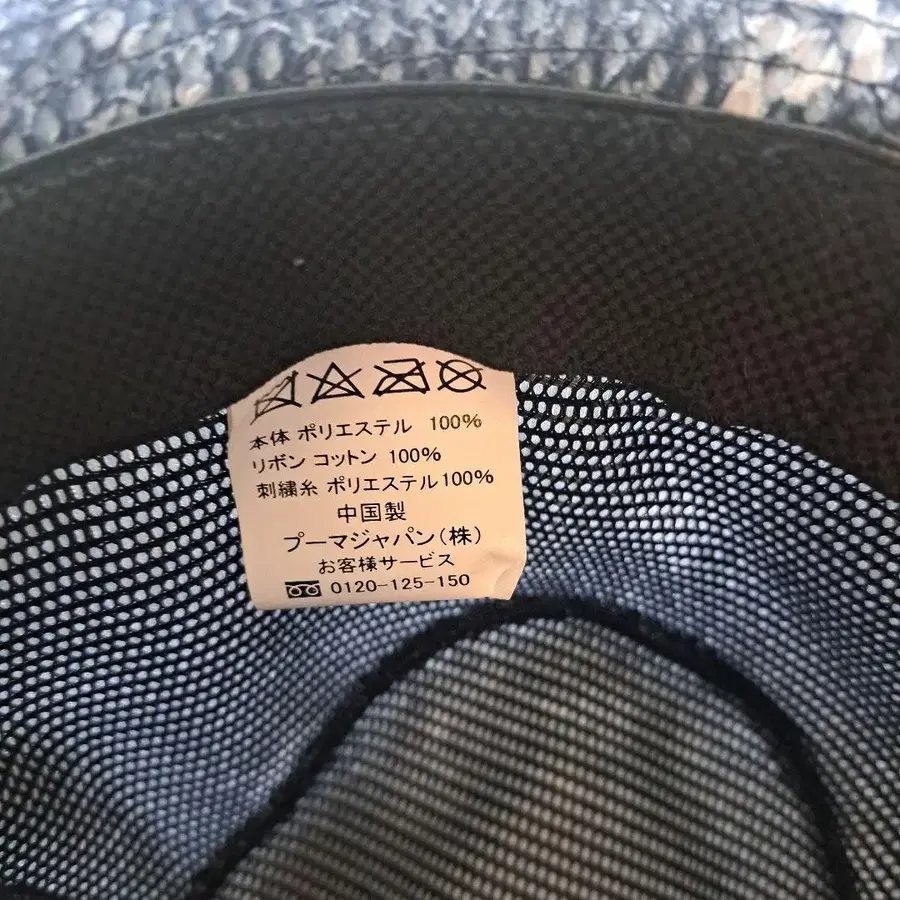 本体 ポリエステル 100%
リボン コットン 100%
刺繍糸 ポリエステル100%
中国製
プーマジャパン(株)
お客様サービス
0120-125-150